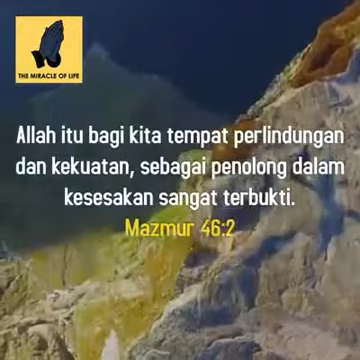 THE MIRACLE OF LIFE
Allah itu bagi kita tempat perlindungan
dan kekuatan, sebagai penolong dalam
kesesakan sangat terbukti.
Mazmur 46:2